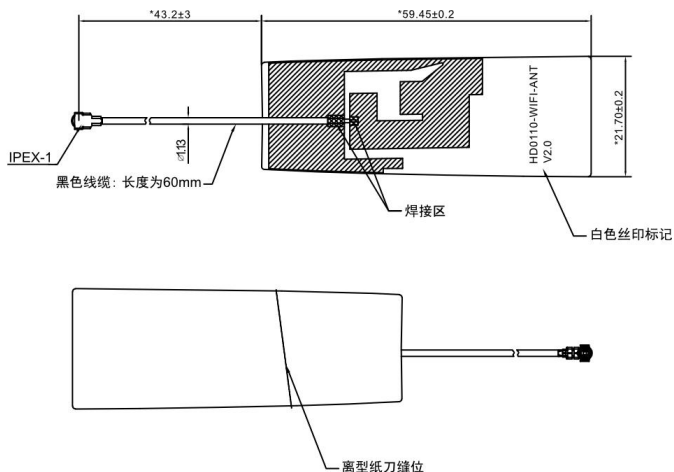 *43.2±3
*59.45±0.2
*21.70±0.2
HD0110-WIFI-ANT
V2.0
IPEX-1
⌀1.13
黑色线缆：长度为60mm
焊接区
白色丝印标记
离型纸刀缝位